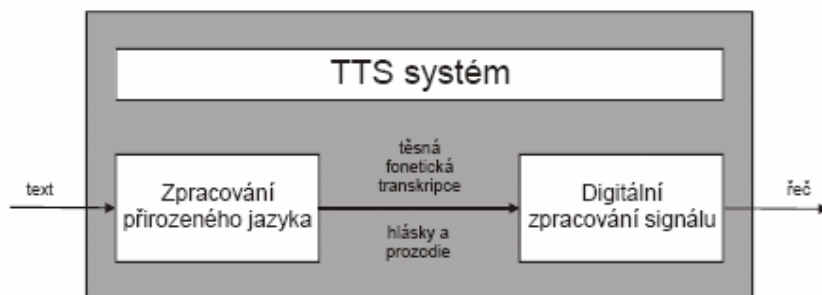 TTS systém
text
Zpracování
přirozeného jazyka
těsná
fonetická
transkripce
hlásky a
prozodie
Digitální
zpracování signálu
řeč